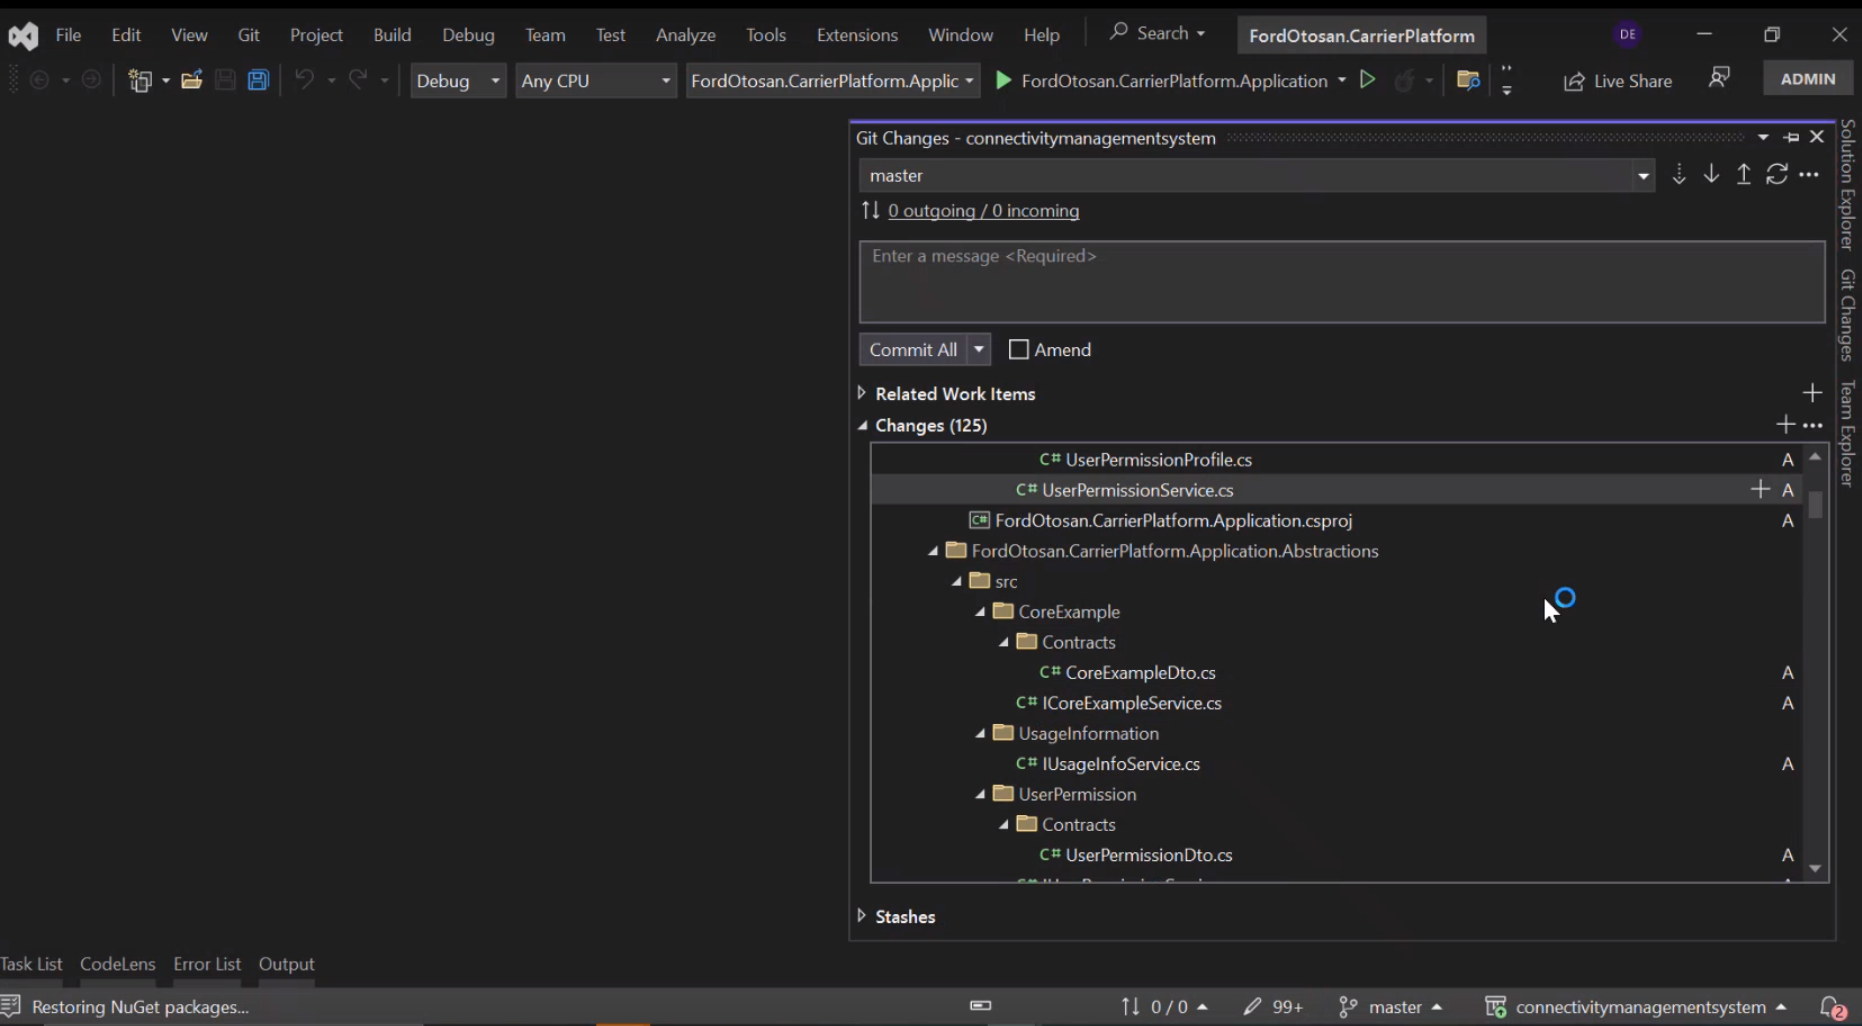 File Edit View Git Project Build Debug Team Test Analyze Tools Extensions Window Help Search FordOtosan.CarrierPlatform DE
Debug Any CPU FordOtosan.CarrierPlatform.Applic FordOtosan.CarrierPlatform.Application Live Share ADMIN
Git Changes - connectivitymanagementsystem
master
0 outgoing / 0 incoming
Enter a message <Required>
Commit All Amend
Related Work Items
Changes (125)
C# UserPermissionProfile.cs A
C# UserPermissionService.cs A
C# FordOtosan.CarrierPlatform.Application.csproj A
FordOtosan.CarrierPlatform.Application.Abstractions
src
CoreExample
Contracts
C# CoreExampleDto.cs A
C# ICoreExampleService.cs A
UsageInformation
C# IUsageInfoService.cs A
UserPermission
Contracts
C# UserPermissionDto.cs A
Stashes
Solution Explorer
Git Changes
Team Explorer
Task List CodeLens Error List Output
Restoring NuGet packages... 0 / 0 99+ master connectivitymanagementsystem 2